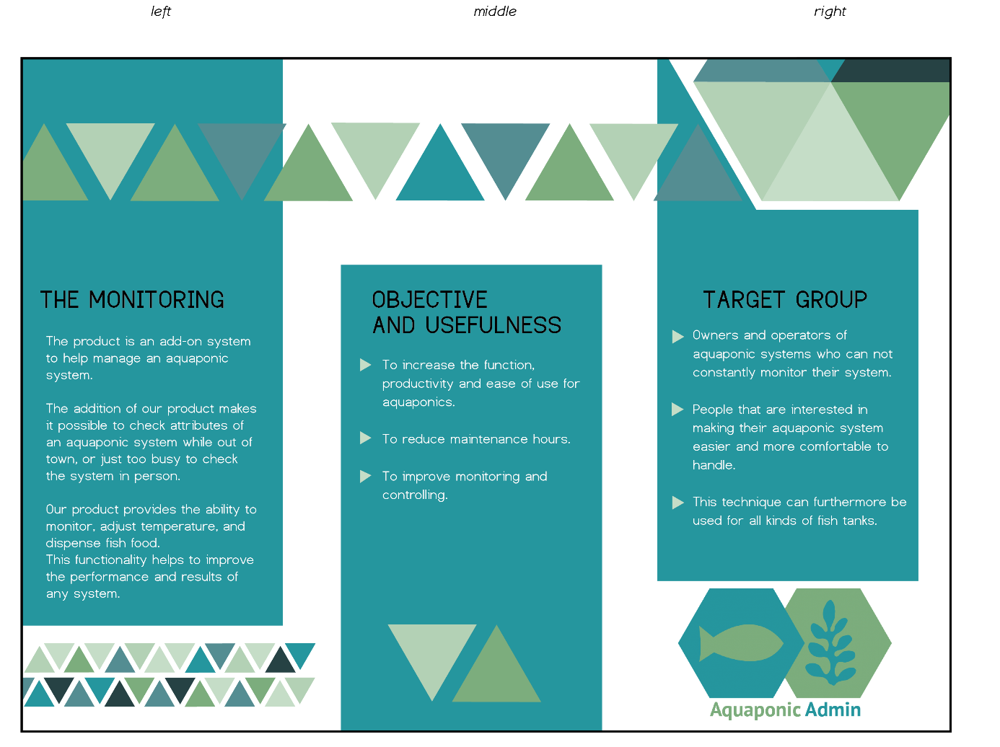 left
middle
right
THE MONITORING
The product is an add-on system
to help manage an aquaponic
system.
The addition of our product makes
it possible to check attributes of
an aquaponic system while out of
town, or just too busy to check
the system in person.
Our product provides the ability to
monitor, adjust temperature, and
dispense fish food.
This functionality helps to improve
the performance and results of
any system.
OBJECTIVE
AND USEFULNESS
To increase the function,
productivity and ease of use for
aquaponics.
To reduce maintenance hours.
To improve monitoring and
controlling.
TARGET GROUP
Owners and operators of
aquaponic systems who can not
constantly monitor their system.
People that are interested in
making their aquaponic system
easier and more comfortable to
handle.
This technique can furthermore be
used for all kinds of fish tanks.
Aquaponic Admin